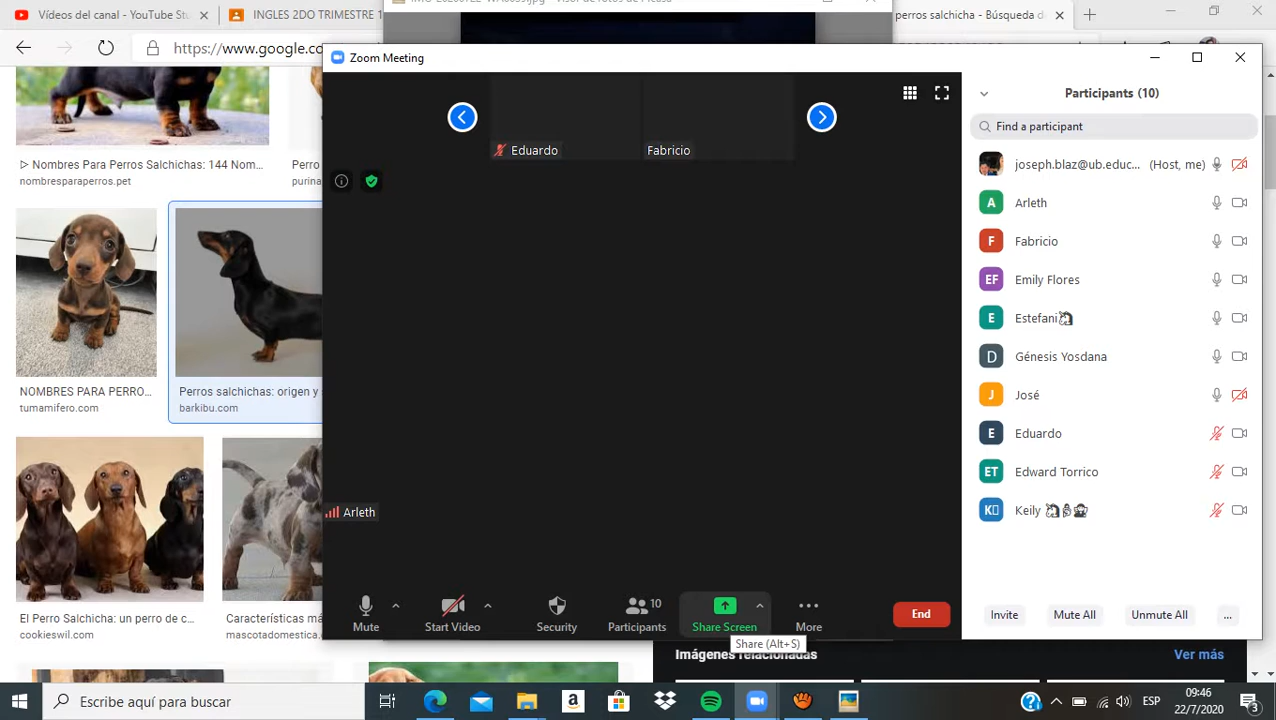 Vídeos del canal - YouTube St
INGLES 2DO TRIMESTRE 1
perros salchicha - Búsqueda d
https://www.google.co
Zoom Meeting
Participants (10)
Find a participant
Eduardo
Fabricio
joseph.blaz@ub.educ... (Host, me)
Arleth
Fabricio
Emily Flores
Estefani
Génesis Yosdana
José
Eduardo
Edward Torrico
Keily
▷ Nombres Para Perros Salchichas: 144 Nom...
nombresparaperros.pet
Perro
purina
NOMBRES PARA PERRO...
tumamifero.com
Perros salchichas: origen y
barkibu.com
El Perro Salchicha: un perro de c...
cookieswil.com
Características má
mascotadomestica.
Arleth
Mute
Start Video
Security
10
Participants
Share Screen
More
End
Share (Alt+S)
Invite
Mute All
Unmute All
...
Imágenes relacionadas
Ver más
Escribe aquí para buscar
ESP
09:46
22/7/2020
3